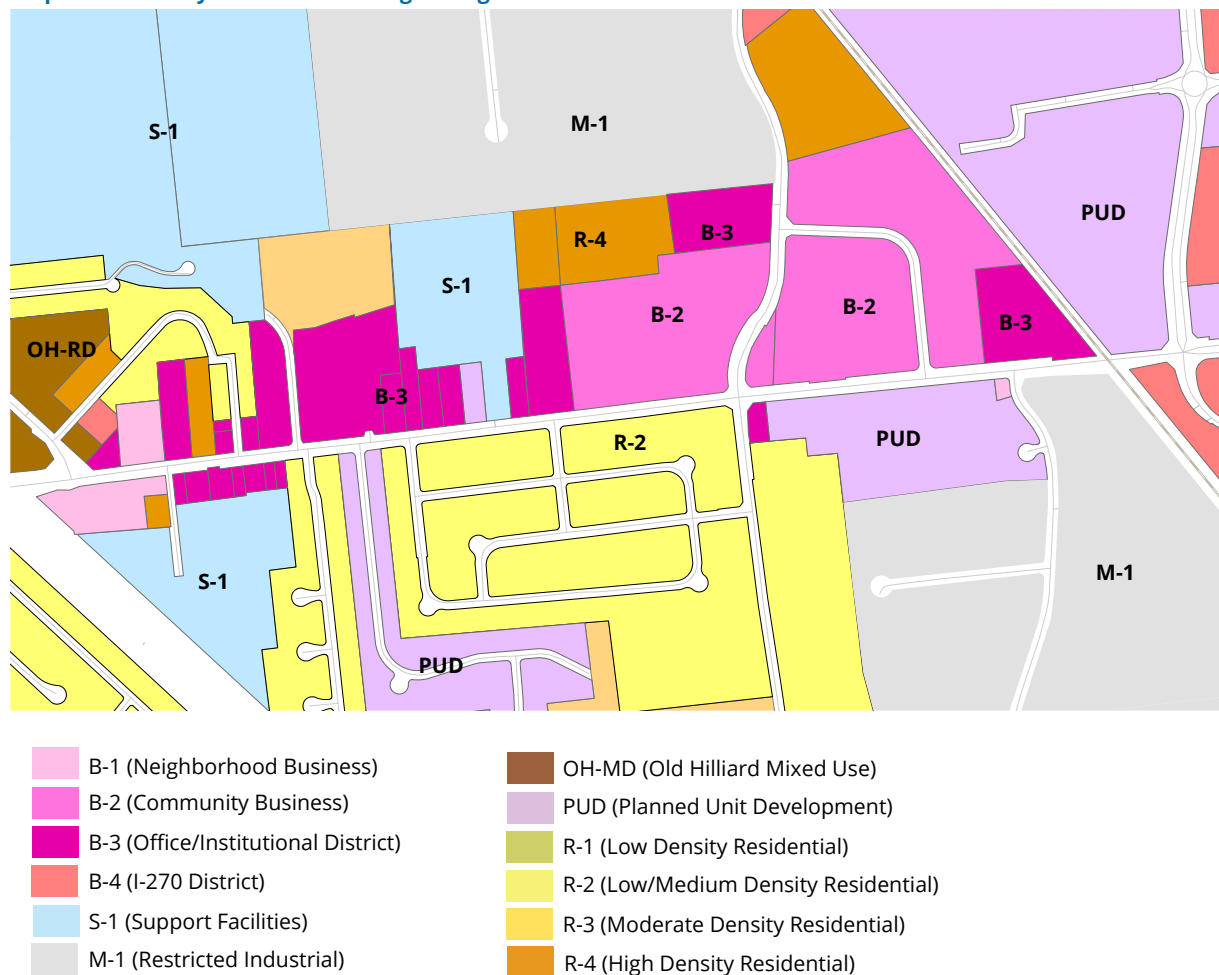 S-1
M-1
PUD
B-3
R-4
S-1
B-2
B-2
B-3
OH-RD
B-3
R-2
PUD
S-1
M-1
PUD
B-1 (Neighborhood Business)
B-2 (Community Business)
B-3 (Office/Institutional District)
B-4 (I-270 District)
S-1 (Support Facilities)
M-1 (Restricted Industrial)
OH-MD (Old Hilliard Mixed Use)
PUD (Planned Unit Development)
R-1 (Low Density Residential)
R-2 (Low/Medium Density Residential)
R-3 (Moderate Density Residential)
R-4 (High Density Residential)